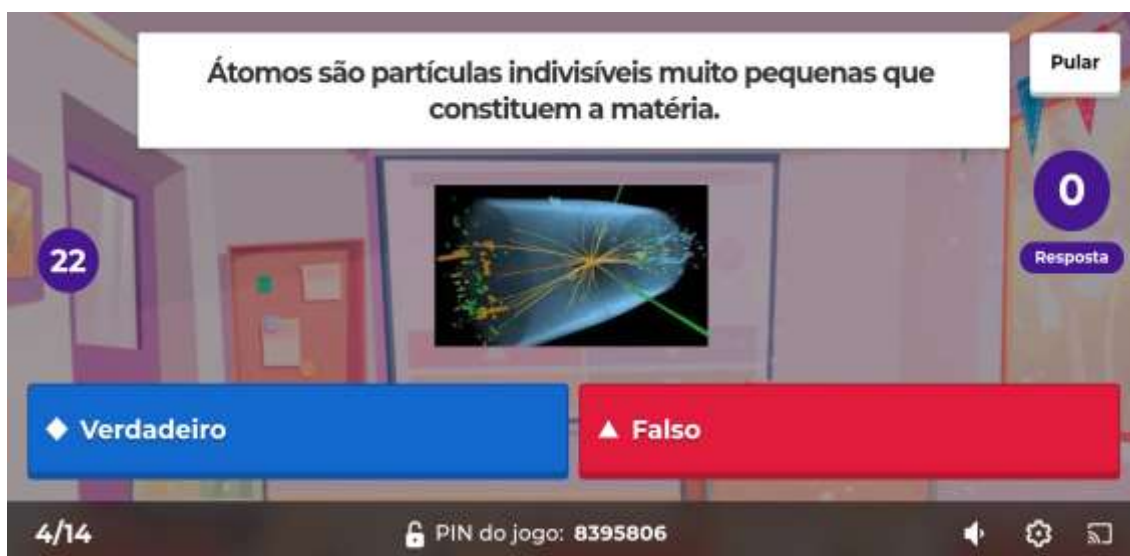 Átomos são partículas indivisíveis muito pequenas que
constituem a matéria.
Pular
22
0
Resposta
Verdadeiro
Falso
4/14
PIN do jogo: 8395806